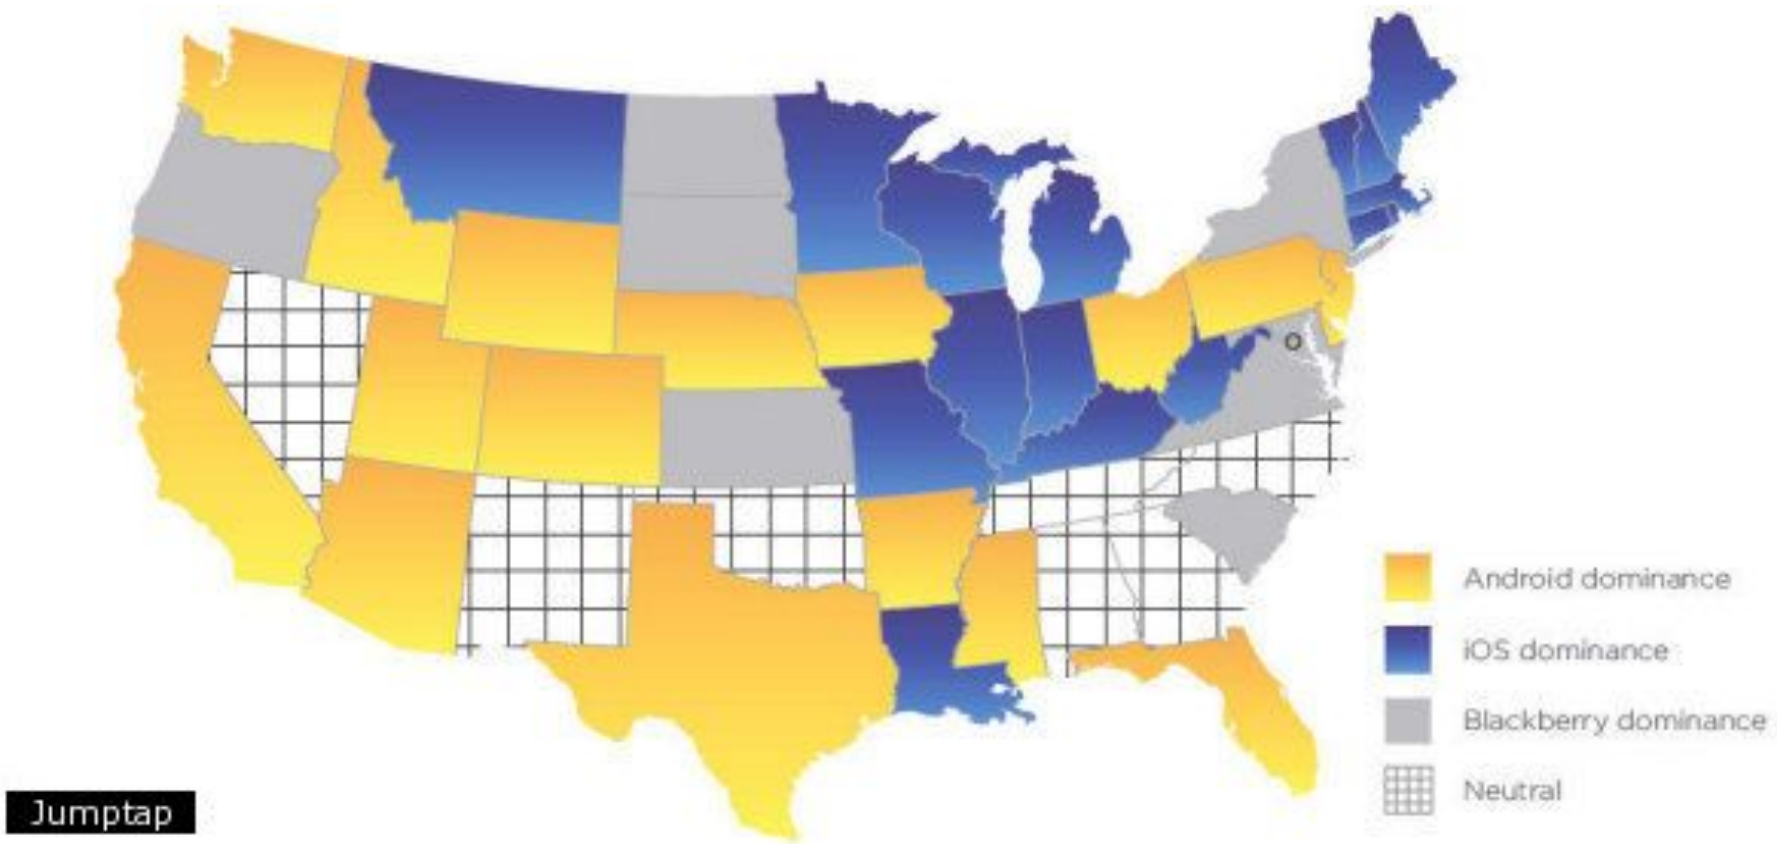 Android dominance
iOS dominance
Blackberry dominance
Neutral
Jumptap